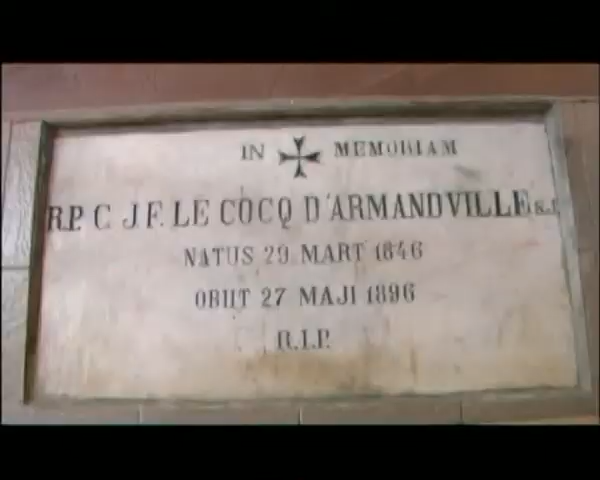 IN MEMORIAM
R.P. C J.F. LE COCQ D'ARMANDVILLE S.J.
NATUS 29 MART 1846
OBIIT 27 MAJI 1896
R.I.P.